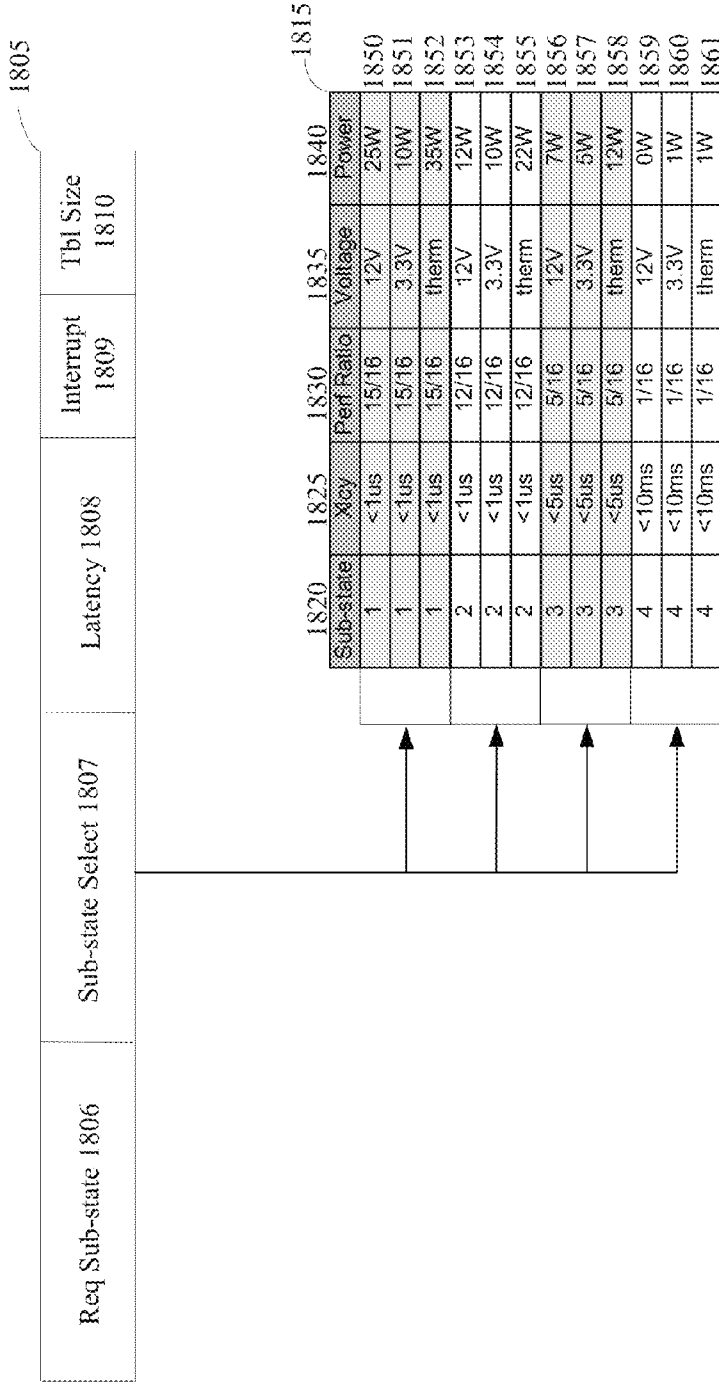 1805
Req Sub-state 1806
Sub-state Select 1807
Latency 1808
Interrupt
1809
Tbl Size
1810
1815
1820 1825 1830 1835 1840
Sub-state Xcy Perf Ratio Voltage Power
1 <1us 15/16 12V 25W 1850
1 <1us 15/16 3.3V 10W 1851
1 <1us 15/16 therm 35W 1852
2 <1us 12/16 12V 12W 1853
2 <1us 12/16 3.3V 10W 1854
2 <1us 12/16 therm 22W 1855
3 <5us 5/16 12V 7W 1856
3 <5us 5/16 3.3V 5W 1857
3 <5us 5/16 therm 12W 1858
4 <10ms 1/16 12V 0W 1859
4 <10ms 1/16 3.3V 1W 1860
4 <10ms 1/16 therm 1W 1861